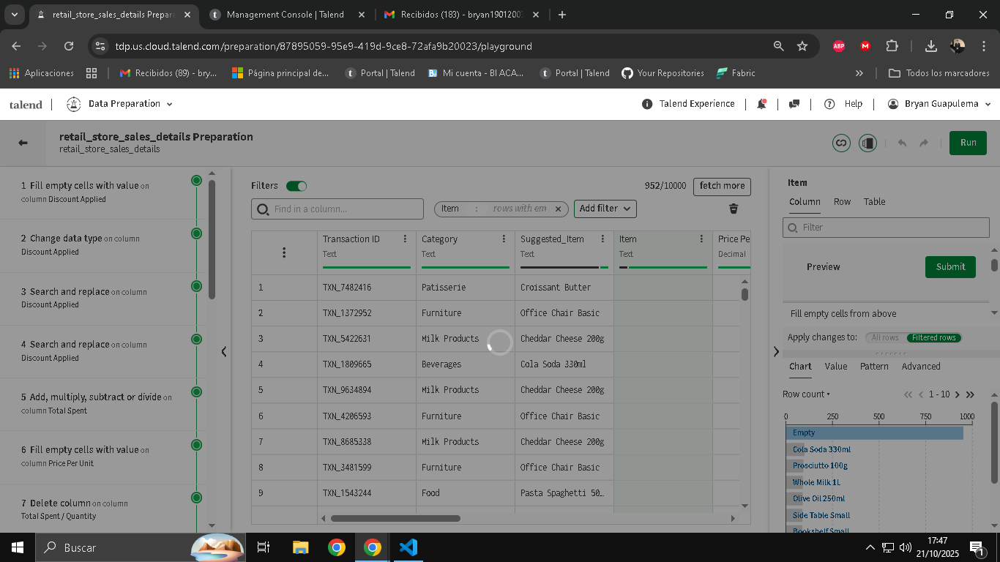 retail_store_sales_details Prepara
Management Console | Talend
Recibidos (183) - bryan1901200
tdp.us.cloud.talend.com/preparation/87895059-95e9-419d-9ce8-72afa9b20023/playground
ABP
M
Aplicaciones
Recibidos (89) - bry...
Página principal de...
Portal | Talend
Mi cuenta - BI ACA...
Portal | Talend
Your Repositories
Fabric
Todos los marcadores
talend
Data Preparation
Talend Experience
Help
Bryan Guapulema
retail_store_sales_details Preparation
retail_store_sales_details
Run
1 Fill empty cells with value on
column Discount Applied
2 Change data type on column
Discount Applied
3 Search and replace on column
Discount Applied
4 Search and replace on column
Discount Applied
5 Add, multiply, subtract or divide on
column Total Spent
6 Fill empty cells with value on
column Price Per Unit
7 Delete column on column
Total Spent / Quantity
Filters
952/10000
fetch more
Find in a column...
Item : rows with em
Add filter
Transaction ID Category Suggested_Item Item Price Pe
Text Text Text Text Decimal
1 TXN_7482416 Patisserie Croissant Butter
2 TXN_1372952 Furniture Office Chair Basic
3 TXN_5422631 Milk Products Cheddar Cheese 200g
4 TXN_1809665 Beverages Cola Soda 330ml
5 TXN_9634894 Milk Products Cheddar Cheese 200g
6 TXN_4206593 Furniture Office Chair Basic
7 TXN_8685338 Milk Products Cheddar Cheese 200g
8 TXN_3481599 Furniture Office Chair Basic
9 TXN_1543244 Food Pasta Spaghetti 50…
Item
Column Row Table
Filter
Preview
Submit
Fill empty cells from above
Apply changes to: All rows Filtered rows
Chart Value Pattern Advanced
Row count
1 - 10
0 250 500 750 1000
Empty
Cola Soda 330ml
Prosciutto 100g
Whole Milk 1L
Olive Oil 250ml
Side Table Small
Bookshelf Small
Buscar
17:47
21/10/2025
1